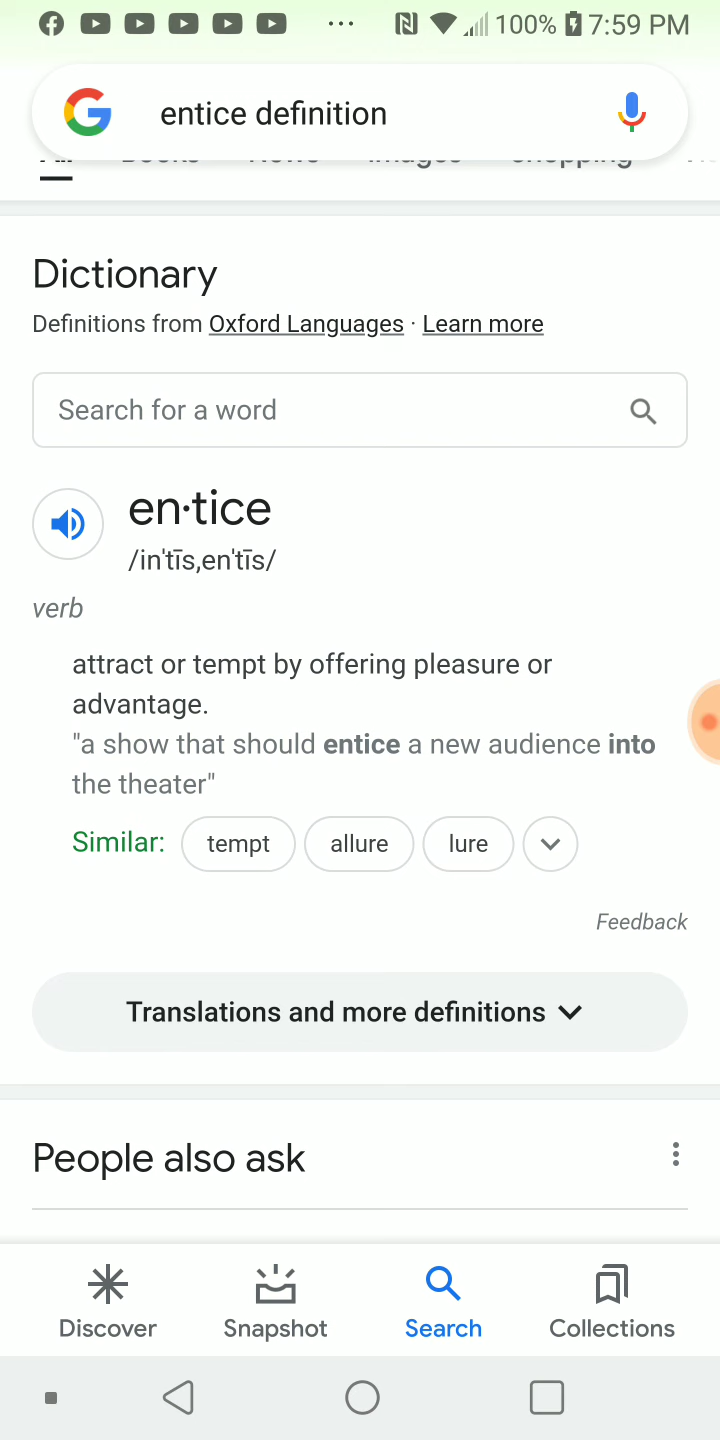 100% 7:59 PM
entice definition
Dictionary
Definitions from Oxford Languages · Learn more
Search for a word
en·tice
/inˈtīs,enˈtīs/
verb
attract or tempt by offering pleasure or
advantage.
"a show that should entice a new audience into
the theater"
Similar: tempt allure lure
Feedback
Translations and more definitions
People also ask
Discover Snapshot Search Collections